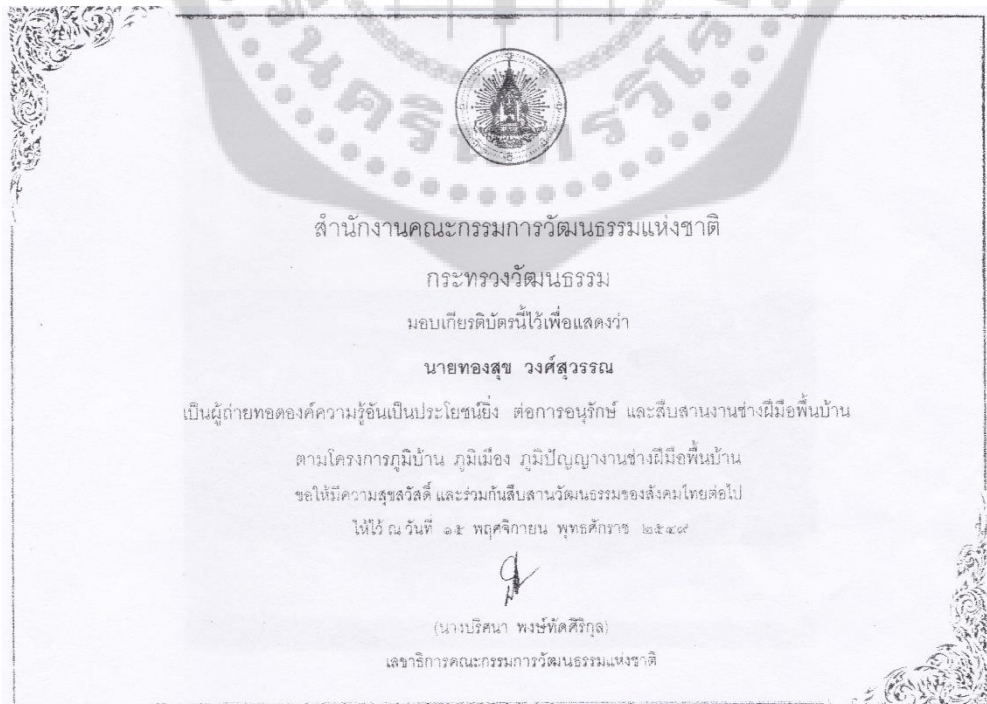 นครินทรวิโร
สำนักงานคณะกรรมการวัฒนธรรมแห่งชาติ
กระทรวงวัฒนธรรม
มอบเกียรติบัตรนี้ไว้เพื่อแสดงว่า
นายทองสุข วงศ์สุวรรณ
เป็นผู้ถ่ายทอดองค์ความรู้อันเป็นประโยชน์ยิ่ง ต่อการอนุรักษ์ และสืบสานงานช่างฝีมือพื้นบ้าน
ตามโครงการภูมิบ้าน ภูมิเมือง ภูมิปัญญางานช่างฝีมือพื้นบ้าน
ขอให้มีความสุขสวัสดิ์ และร่วมกันสืบสานวัฒนธรรมของสังคมไทยต่อไป
ให้ไว้ ณ วันที่ ๑๕ พฤศจิกายน พุทธศักราช ๒๕๔๙
(นางปริศนา พงษ์ทัดศิริกุล)
เลขาธิการคณะกรรมการวัฒนธรรมแห่งชาติ